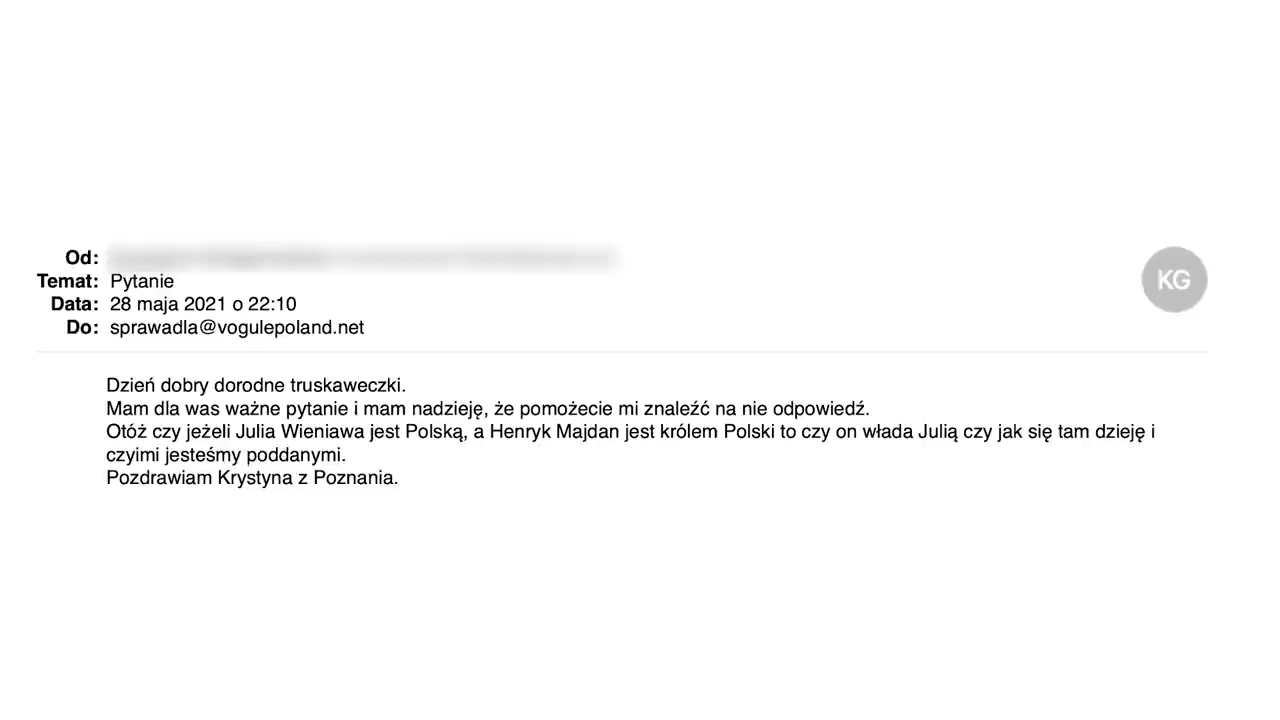 Od:
Temat: Pytanie
Data: 28 maja 2021 o 22:10
Do: sprawadla@vogulepoland.net
KG
Dzień dobry dorodne truskaweczki.
Mam dla was ważne pytanie i mam nadzieję, że pomożecie mi znaleźć na nie odpowiedź.
Otóż czy jeżeli Julia Wieniawa jest Polską, a Henryk Majdan jest królem Polski to czy on włada Julią czy jak się tam dzieję i
czyimi jesteśmy poddanymi.
Pozdrawiam Krystyna z Poznania.